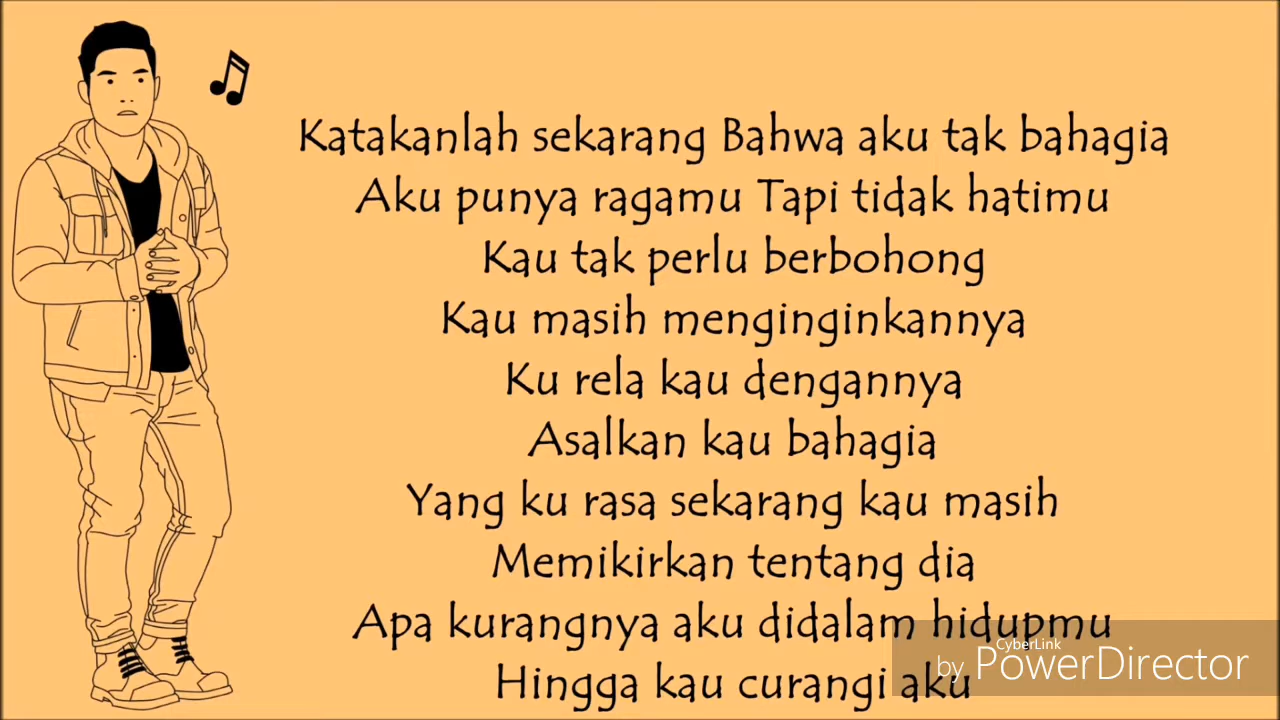 Katakanlah sekarang Bahwa aku tak bahagia
Aku punya ragamu Tapi tidak hatimu
Kau tak perlu berbohong
Kau masih menginginkannya
Ku rela kau dengannya
Asalkan kau bahagia
Yang ku rasa sekarang kau masih
Memikirkan tentang dia
Apa kurangnya aku didalam hidupmu
Hingga kau curangi aku
CyberLink
by PowerDirector